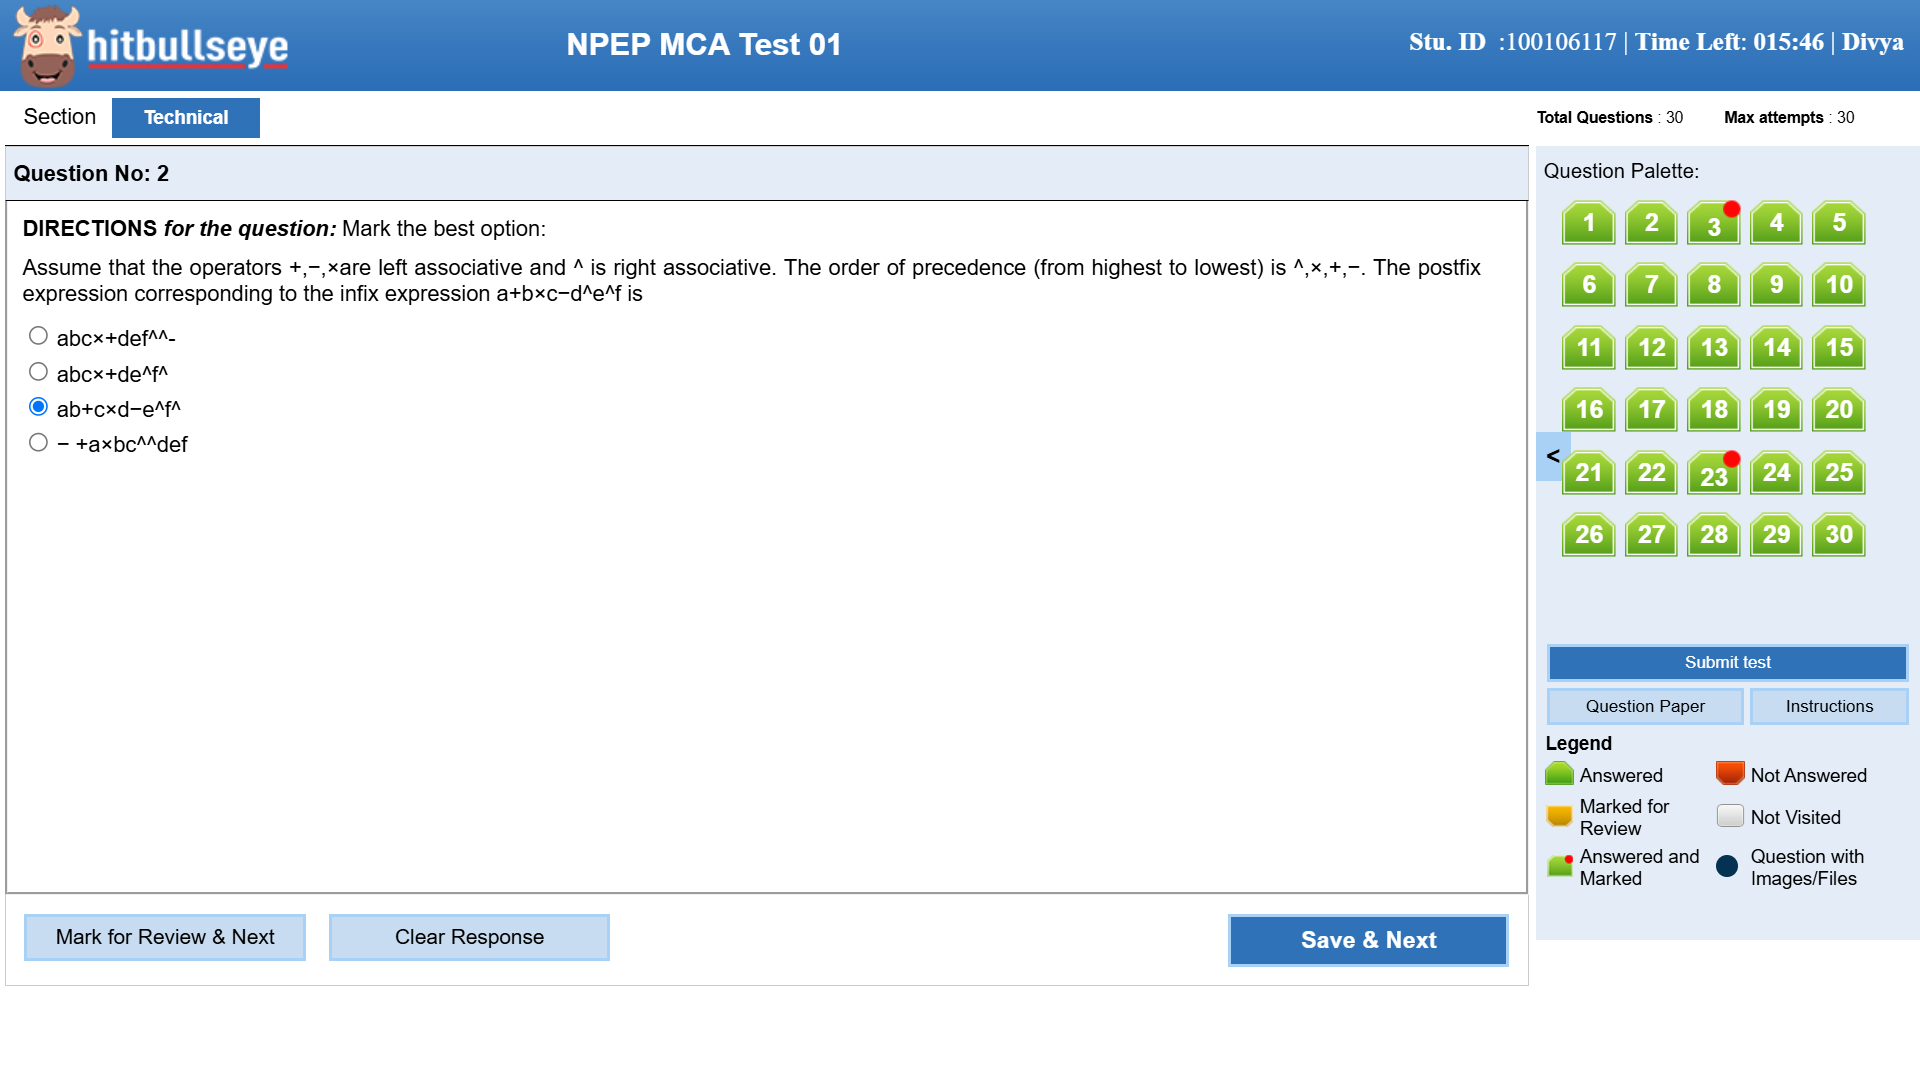 hitbullseye
NPEP MCA Test 01
Stu. ID :100106117 | Time Left: 015:46 | Divya
Section
Technical
Total Questions : 30
Max attempts : 30
Question No: 2
DIRECTIONS for the question: Mark the best option:
Assume that the operators +,−,×are left associative and ^ is right associative. The order of precedence (from highest to lowest) is ^,×,+,−. The postfix
expression corresponding to the infix expression a+b×c−d^e^f is
abc×+def^^-
abc×+de^f^
ab+c×d−e^f^
− +a×bc^^def
Mark for Review & Next
Clear Response
Save & Next
Question Palette:
1 2 3 4 5
6 7 8 9 10
11 12 13 14 15
16 17 18 19 20
<
21 22 23 24 25
26 27 28 29 30
Submit test
Question Paper
Instructions
Legend
Answered
Not Answered
Marked for
Review
Not Visited
Answered and
Marked
Question with
Images/Files